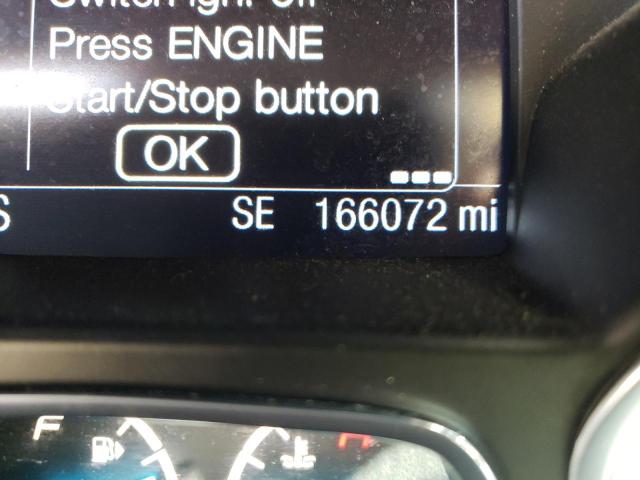 Press ENGINE
Start/Stop button
OK
S
SE 166072 mi
F